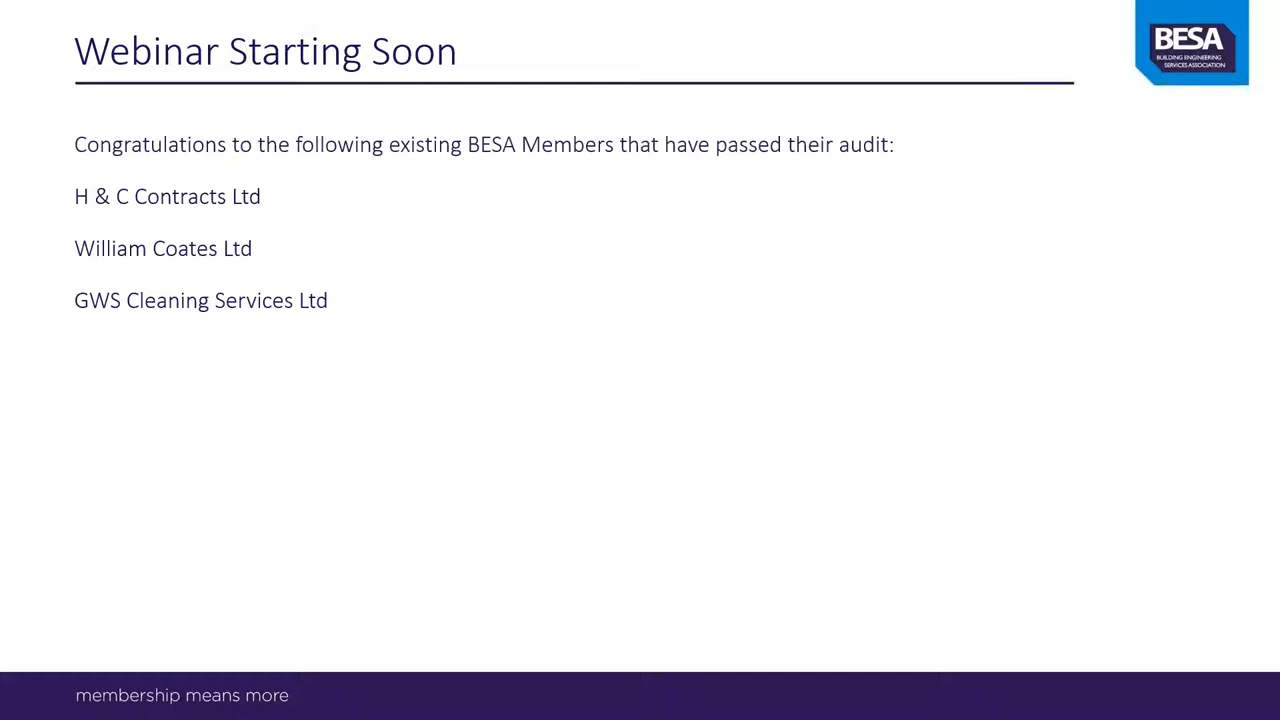 Webinar Starting Soon
BESA
BUILDING ENGINEERING
SERVICES ASSOCIATION
Congratulations to the following existing BESA Members that have passed their audit:
H & C Contracts Ltd
William Coates Ltd
GWS Cleaning Services Ltd
membership means more